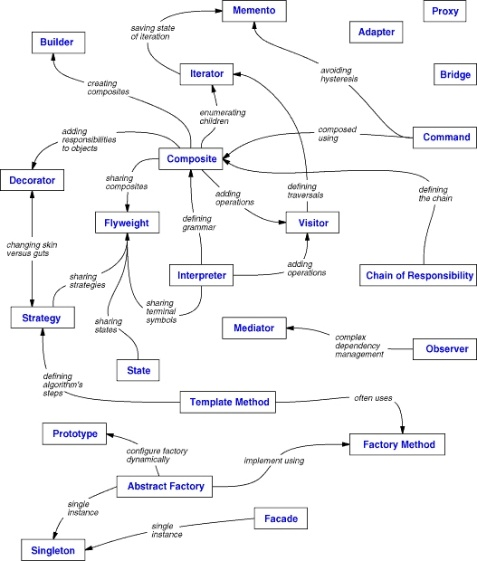 Memento
Proxy
saving state
of iteration
Adapter
Builder
Iterator
avoiding
hysteresis
Bridge
creating
composites
enumerating
children
adding
responsibilities
to objects
composed
using
Command
Composite
Decorator
sharing
composites
adding
operations
defining
traversals
defining
the chain
Flyweight
defining
grammar
Visitor
changing skin
versus guts
sharing
strategies
Interpreter
adding
operations
Chain of Responsibility
sharing
terminal
symbols
Strategy
sharing
states
Mediator
complex
dependency
management
Observer
State
defining
algorithm's
steps
Template Method
often uses
Prototype
Factory Method
configure factory
dynamically
implement using
Abstract Factory
single
instance
Facade
single
instance
Singleton